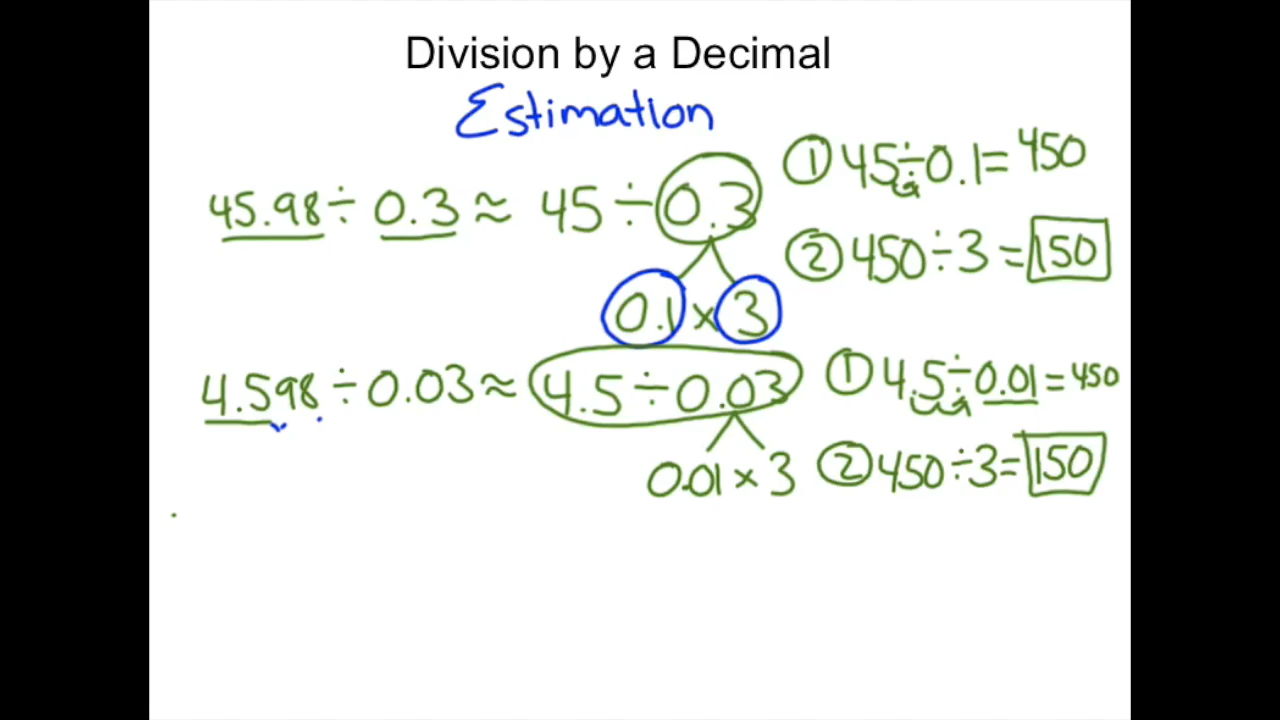 Division by a Decimal
Estimation
45.98 ÷ 0.3 ≈ 45 ÷ 0.3
0.1 × 3
① 45 ÷ 0.1 = 450
② 450 ÷ 3 = 150
4.598 ÷ 0.03 ≈ 4.5 ÷ 0.03
0.01 × 3
① 4.5 ÷ 0.01 = 450
② 450 ÷ 3 = 150